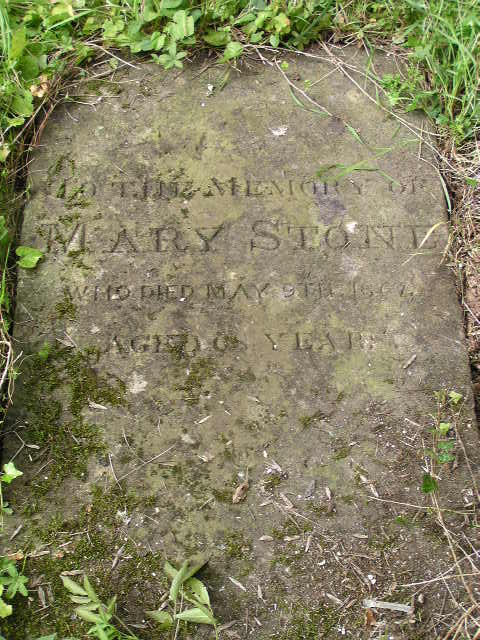 TO THE MEMORY OF
MARY STONE
WHO DIED MAY 9TH
AGED YEARS